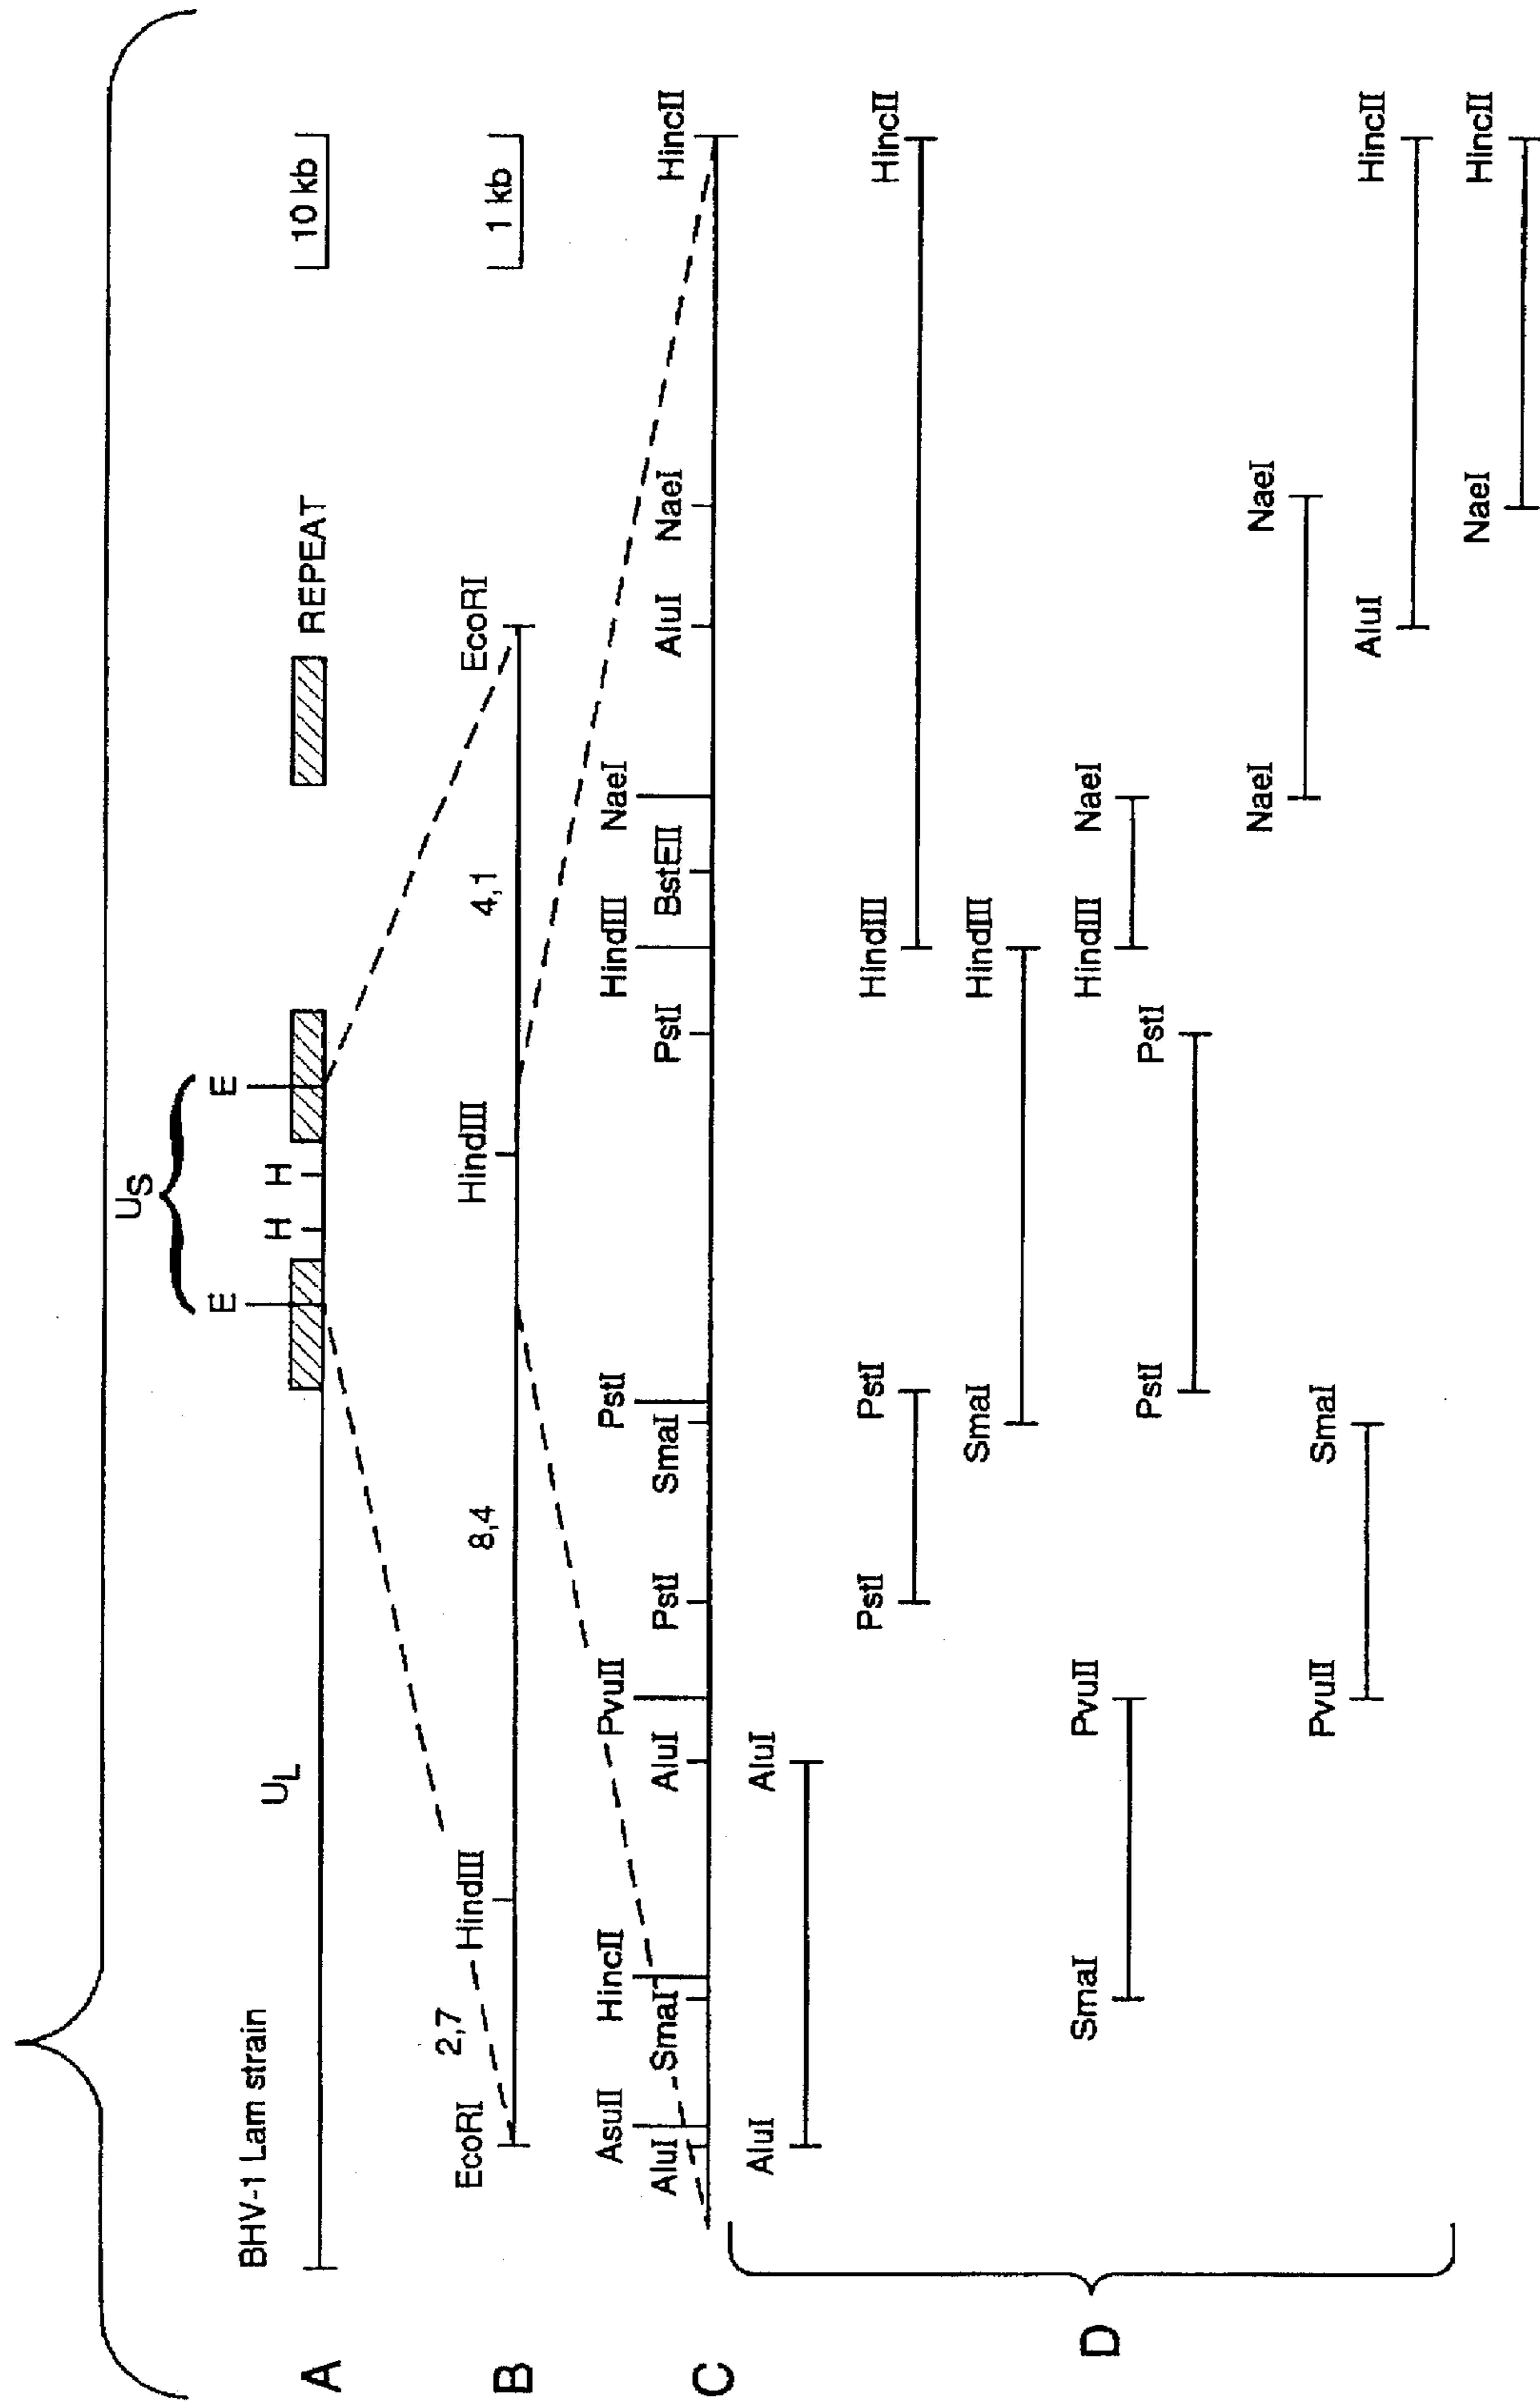 U_S
BHV-1 Lam strain U_L E H H E REPEAT 10 kb
A
EcoRI 2,7 HindIII 8,4 HindIII 4,1 EcoRI 1 kb
B
AsuII HincII PvuII PstI HindIII NaeI
AluI SmaI AluI PstI SmaI PstI BstEII AluI NaeI HincII
C
AluI AluI
PstI PstI HindIII HincII
SmaI HindIII
SmaI PvuII HindIII NaeI
D
PstI PstI
NaeI NaeI
PvuII SmaI
AluI HincII
NaeI HincII